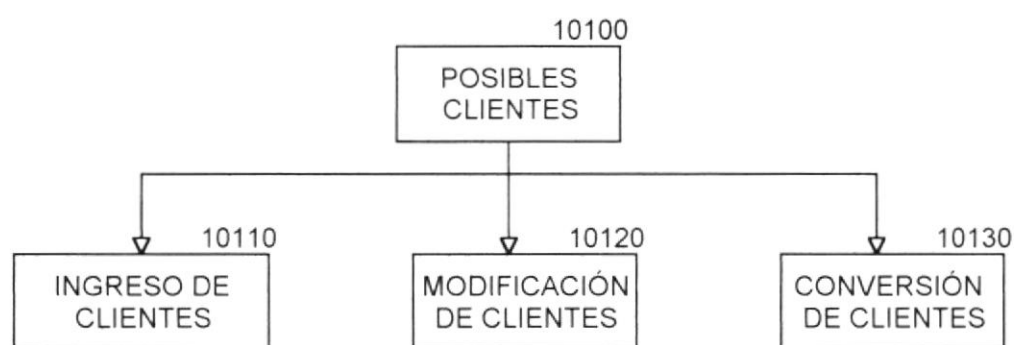 10100
POSIBLES
CLIENTES
10110
10120
10130
INGRESO DE
CLIENTES
MODIFICACIÓN
DE CLIENTES
CONVERSIÓN
DE CLIENTES